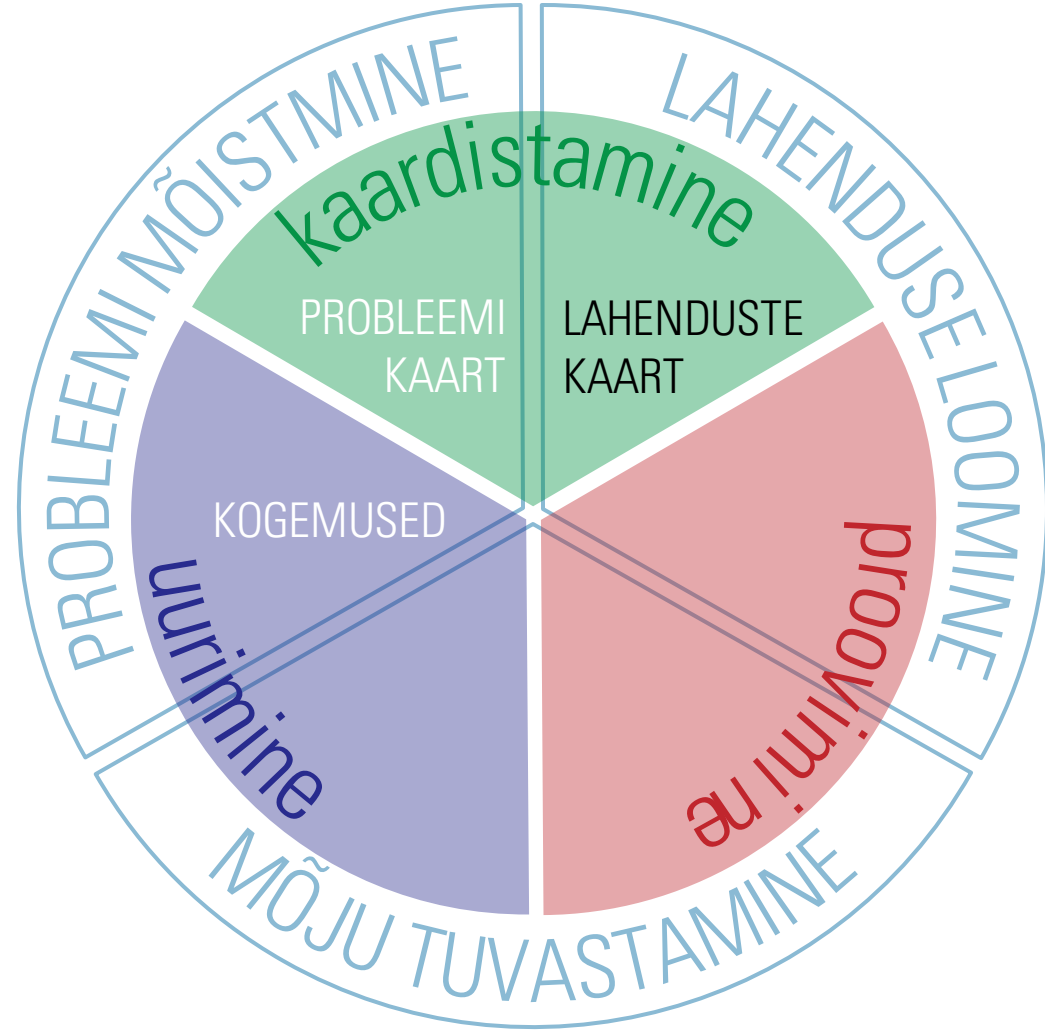 PROBLEEMI MÕISTMINE
LAHENDUSE LOOMINE
kaardistamine
PROBLEEMI
KAART
LAHENDUSTE
KAART
KOGEMUSED
uurimine
proovimine
MÕJU TUVASTAMINE